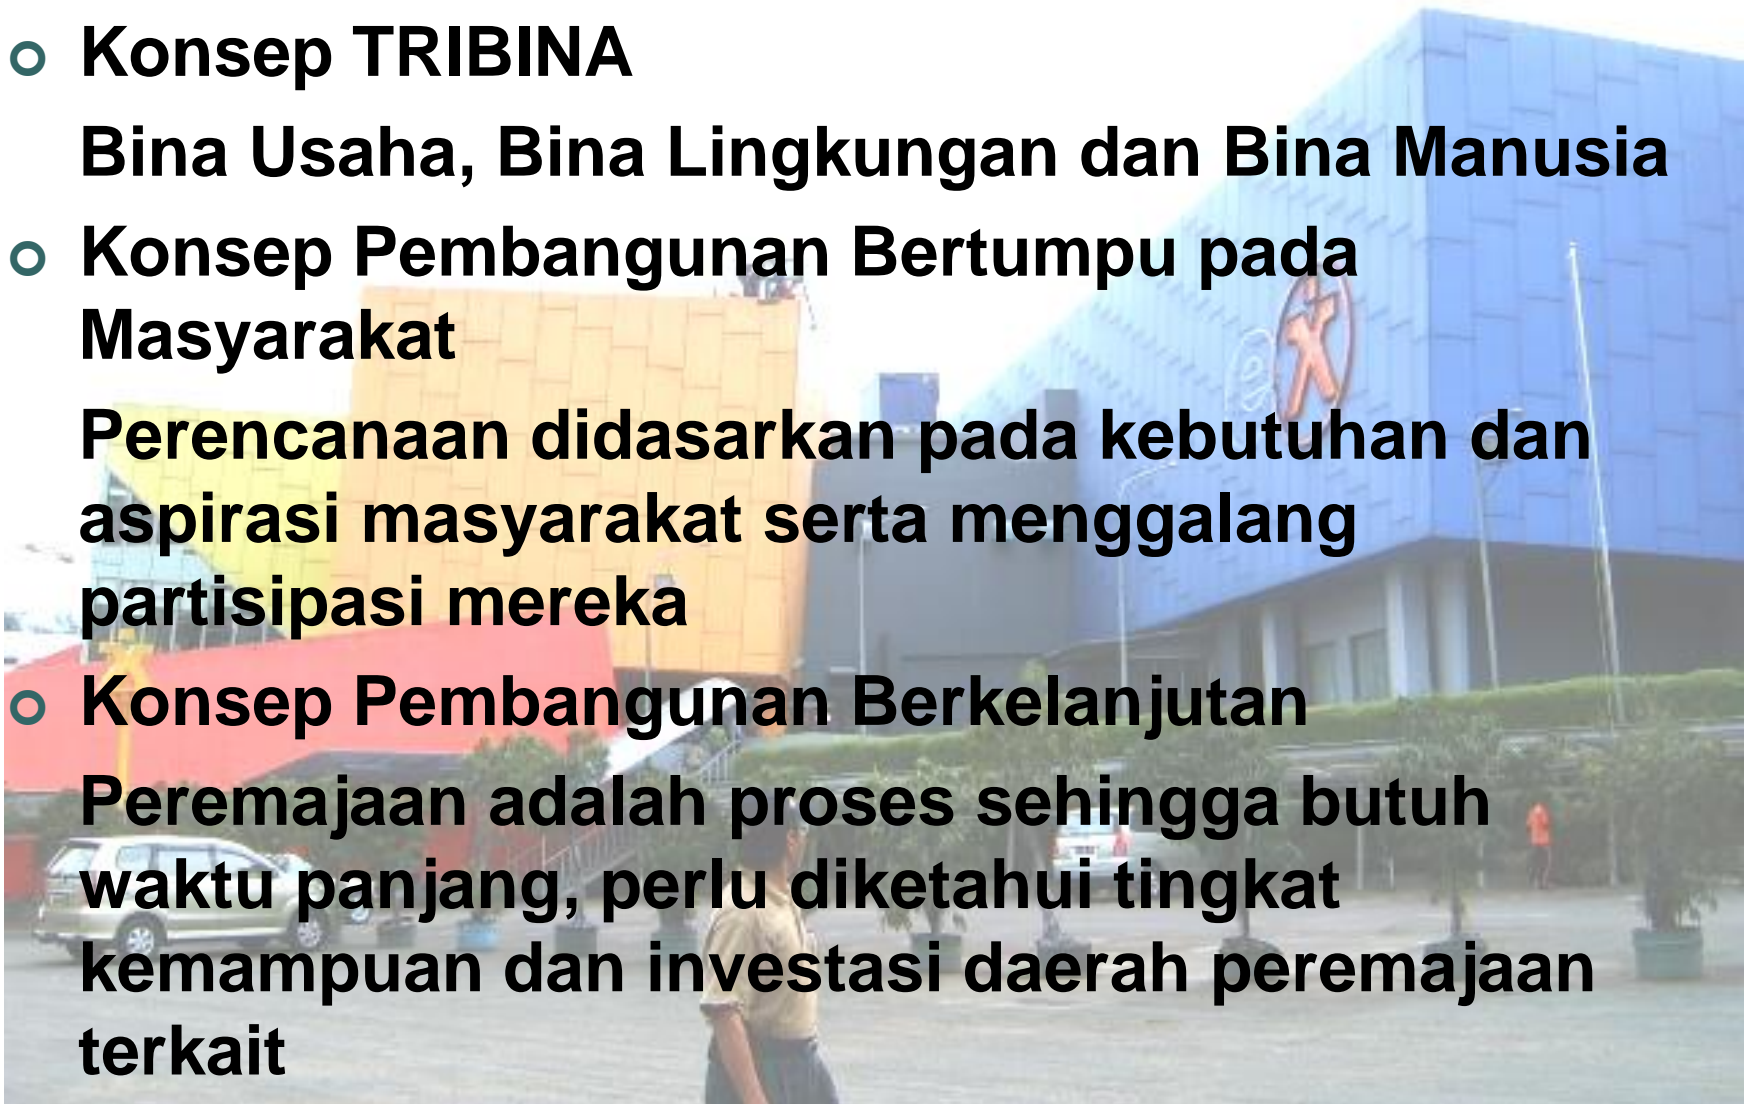 Konsep TRIBINA
Bina Usaha, Bina Lingkungan dan Bina Manusia
Konsep Pembangunan Bertumpu pada
Masyarakat
Perencanaan didasarkan pada kebutuhan dan
aspirasi masyarakat serta menggalang
partisipasi mereka
Konsep Pembangunan Berkelanjutan
Peremajaan adalah proses sehingga butuh
waktu panjang, perlu diketahui tingkat
kemampuan dan investasi daerah peremajaan
terkait
eX